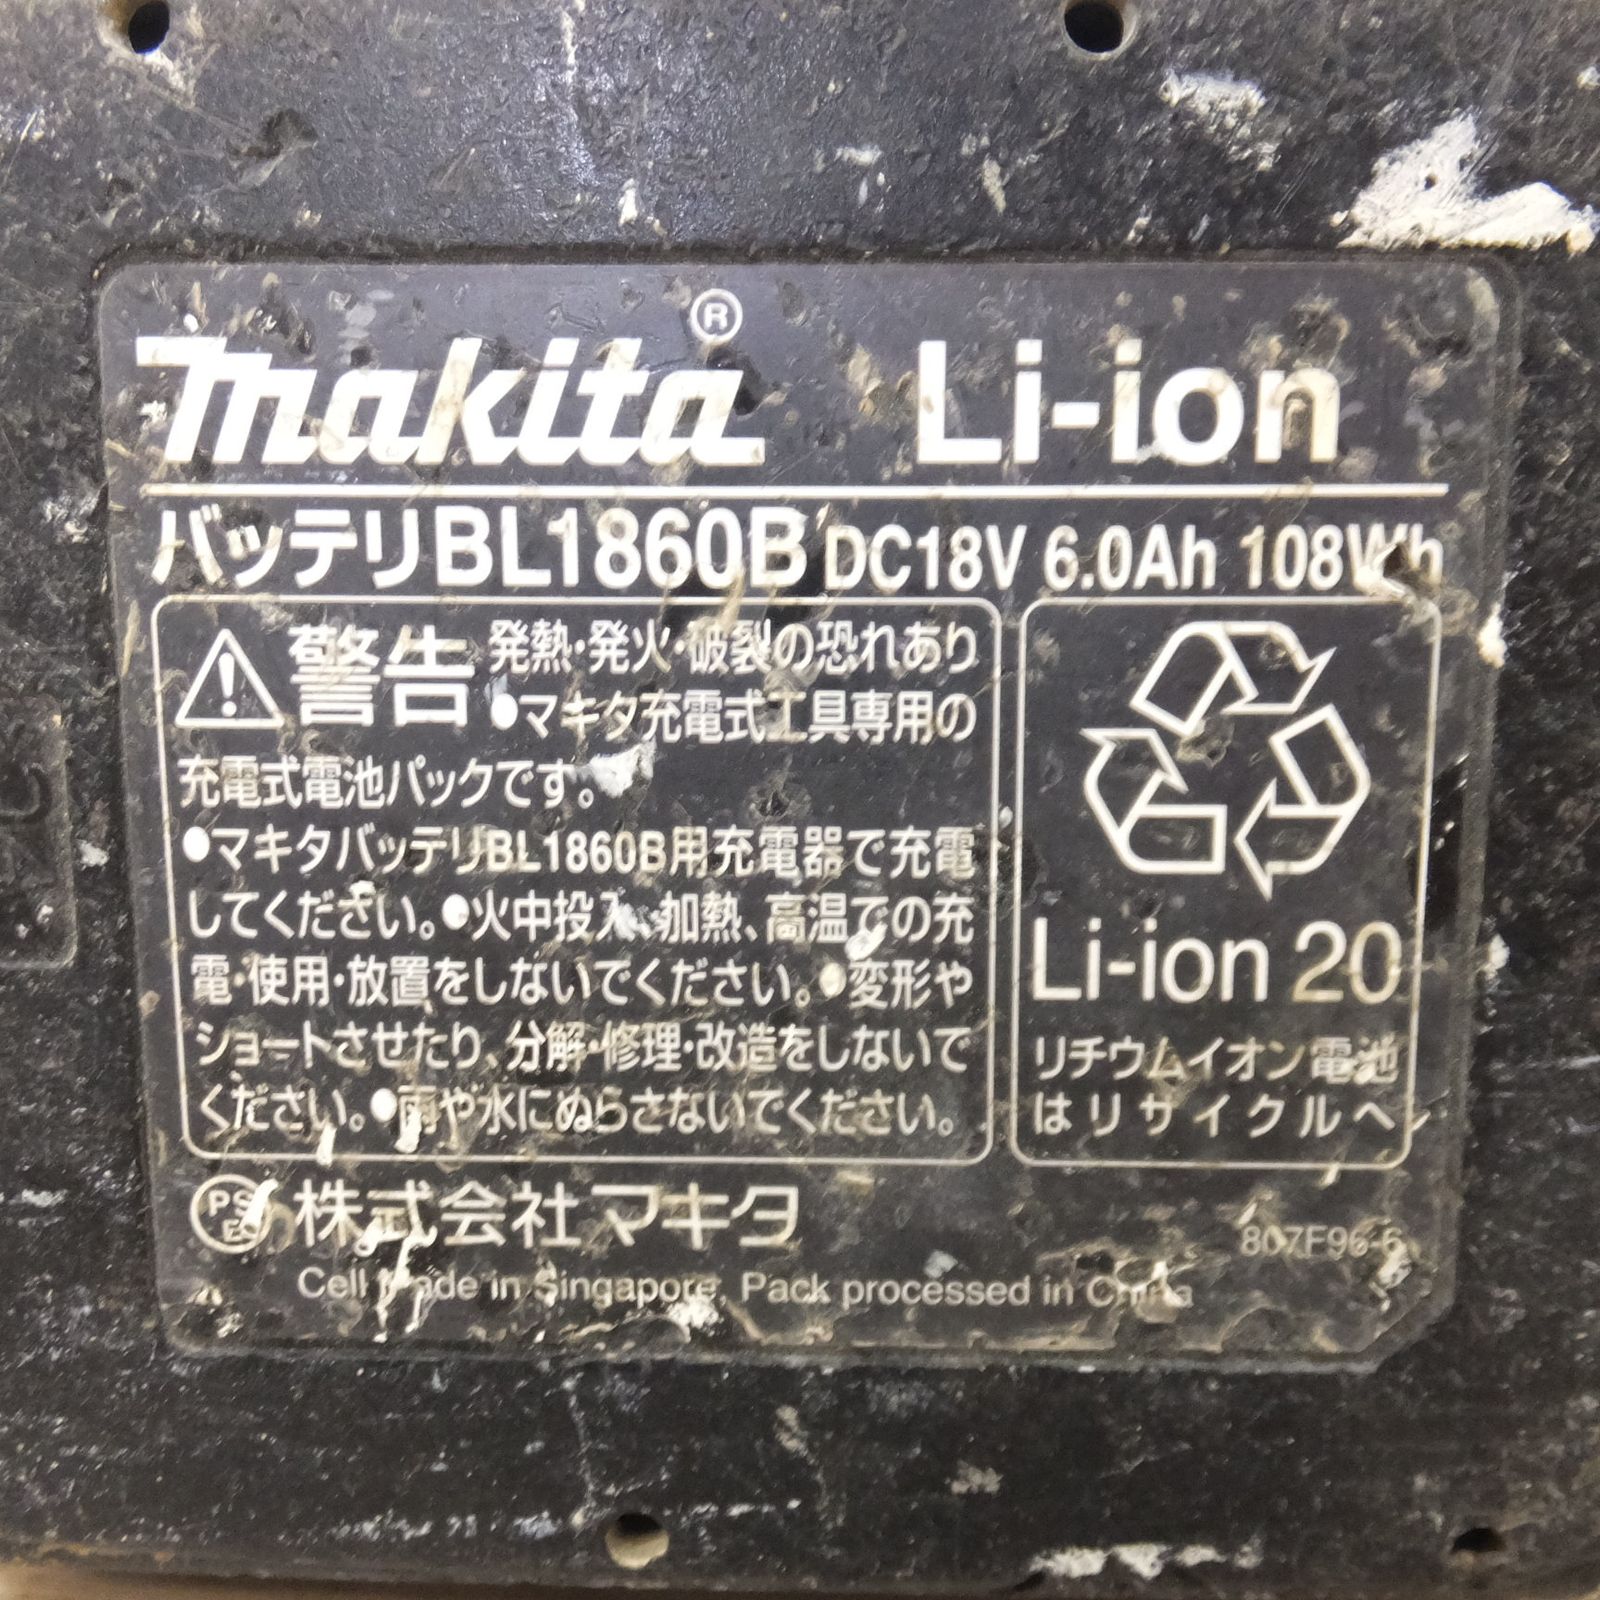 makita® Li-ion
バッテリBL1860B DC18V 6.0Ah 108Wh
⚠警告 発熱・発火・破裂の恐れあり
●マキタ充電式工具専用の
充電式電池パックです。
●マキタバッテリBL1860B用充電器で充電
してください。●火中投入、加熱、高温での充
電・使用・放置をしないでください。●変形や
ショートさせたり、分解・修理・改造をしないで
ください。●雨や水にぬらさないでください。
Li-ion 20
リチウムイオン電池
はリサイクルへ
PSE 株式会社マキタ
807F96-6
Cell Made in Singapore, Pack processed in China